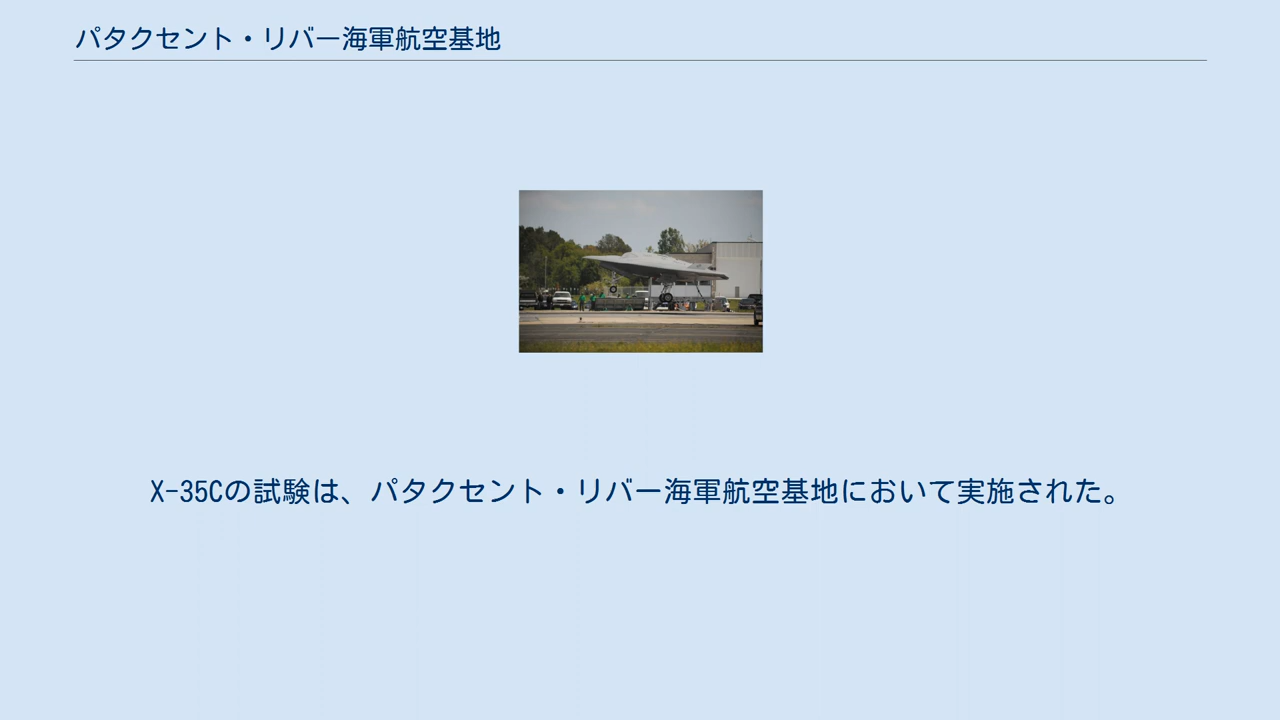 パタクセント・リバー海軍航空基地
X-35Cの試験は、パタクセント・リバー海軍航空基地において実施された。